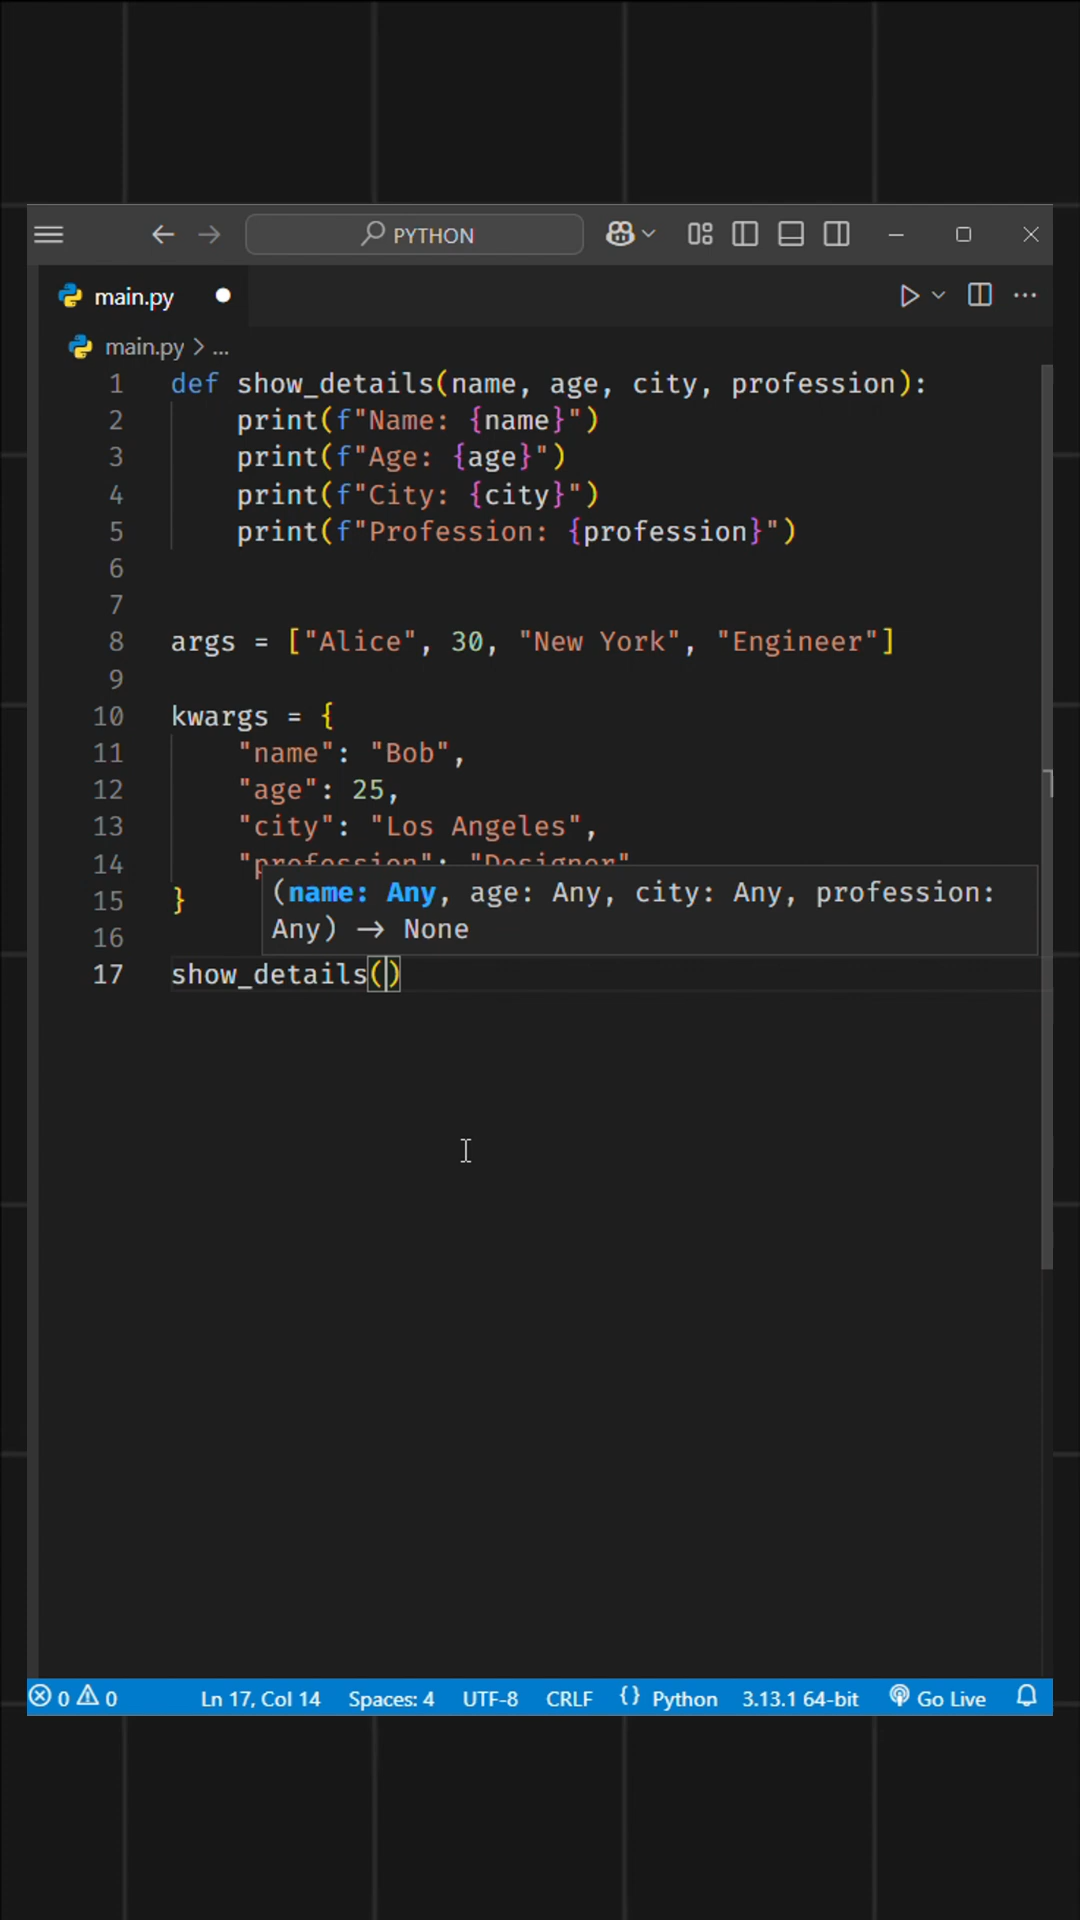 PYTHON
main.py
main.py > ...
1 def show_details(name, age, city, profession):
2     print(f"Name: {name}")
3     print(f"Age: {age}")
4     print(f"City: {city}")
5     print(f"Profession: {profession}")
6
7
8 args = ["Alice", 30, "New York", "Engineer"]
9
10 kwargs = {
11     "name": "Bob",
12     "age": 25,
13     "city": "Los Angeles",
14     "profession": "Designer"
(name: Any, age: Any, city: Any, profession:
15 }
Any) → None
16
17 show_details()
0 0 Ln 17, Col 14 Spaces: 4 UTF-8 CRLF {} Python 3.13.1 64-bit Go Live